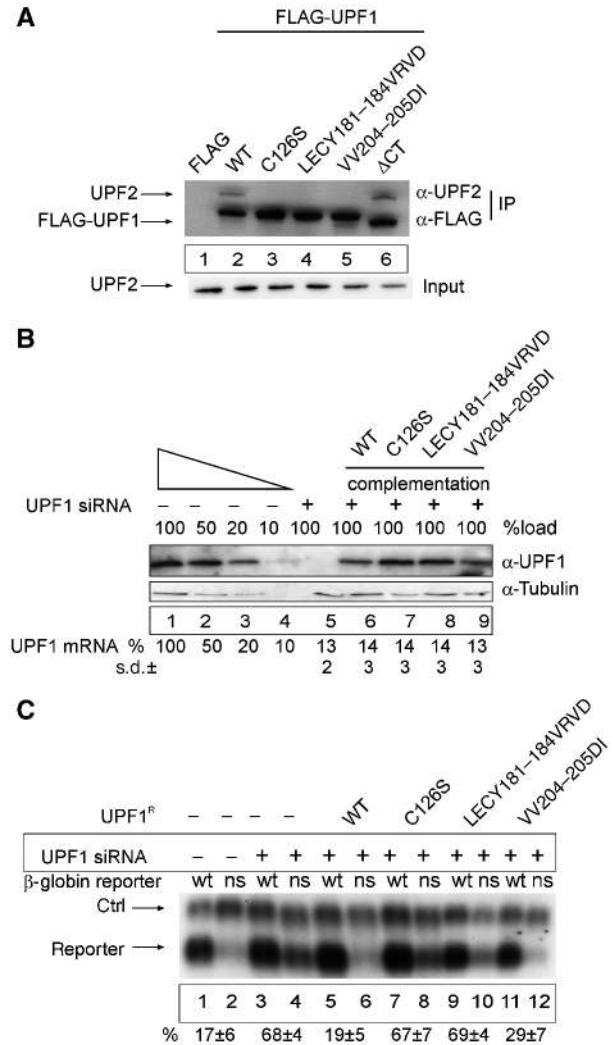 A
FLAG-UPF1
FLAG WT C126S LECY181–184VRVD VV204–205DI ΔCT
UPF2 α-UPF2
FLAG-UPF1 α-FLAG IP
1 2 3 4 5 6
UPF2 Input
B
WT C126S LECY181–184VRVD VV204–205DI
complementation
UPF1 siRNA – – – – + + + + +
100 50 20 10 100 100 100 100 100 %load
α-UPF1
α-Tubulin
1 2 3 4 5 6 7 8 9
UPF1 mRNA % 100 50 20 10 13 14 14 14 13
s.d.± 2 3 3 3 3
C
UPF1ᴿ – – – – WT C126S LECY181–184VRVD VV204–205DI
UPF1 siRNA – – + + + + + + + + + +
β-globin reporter wt ns wt ns wt ns wt ns wt ns wt ns
Ctrl
Reporter
1 2 3 4 5 6 7 8 9 10 11 12
% 17±6 68±4 19±5 67±7 69±4 29±7